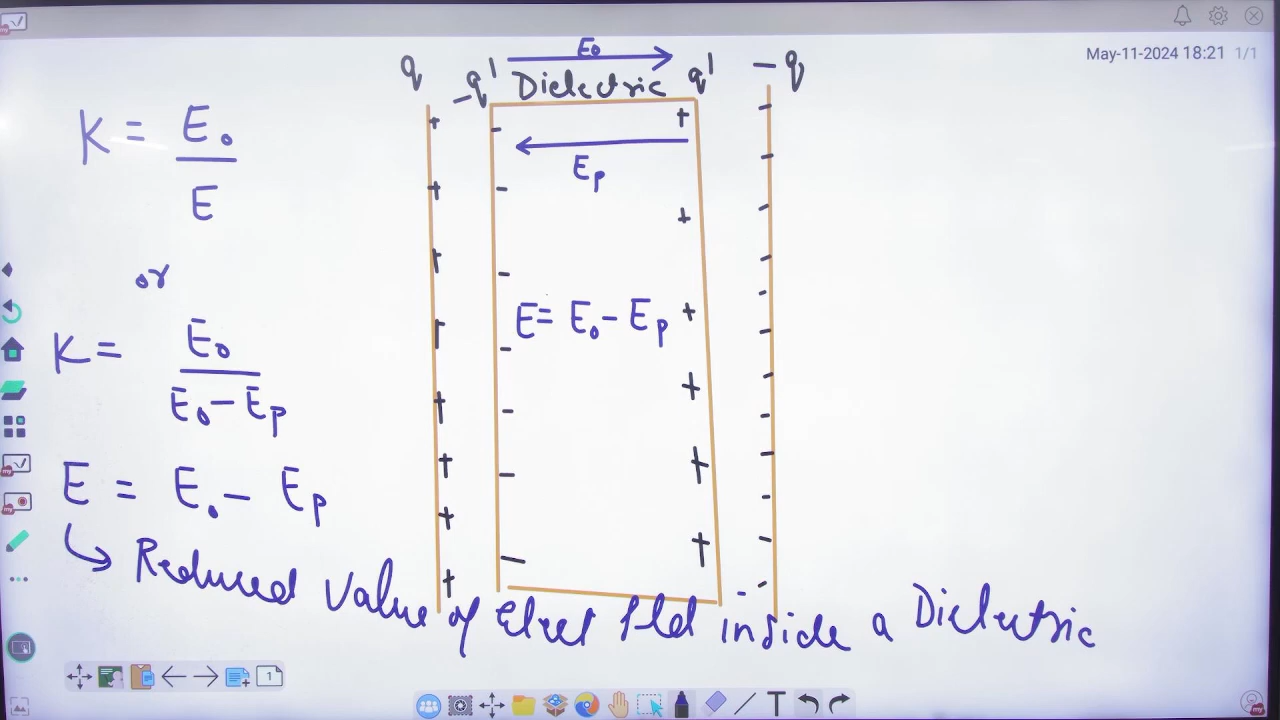 May-11-2024 18:21 1/1
E₀
q -q' Dielectric q' -q
K = E₀ / E
Eₚ
or
E = E₀ - Eₚ
K = E₀ / E₀ - Eₚ
E = E₀ - Eₚ
Reduced Value of Elect fld inside a Dielectric
1
T